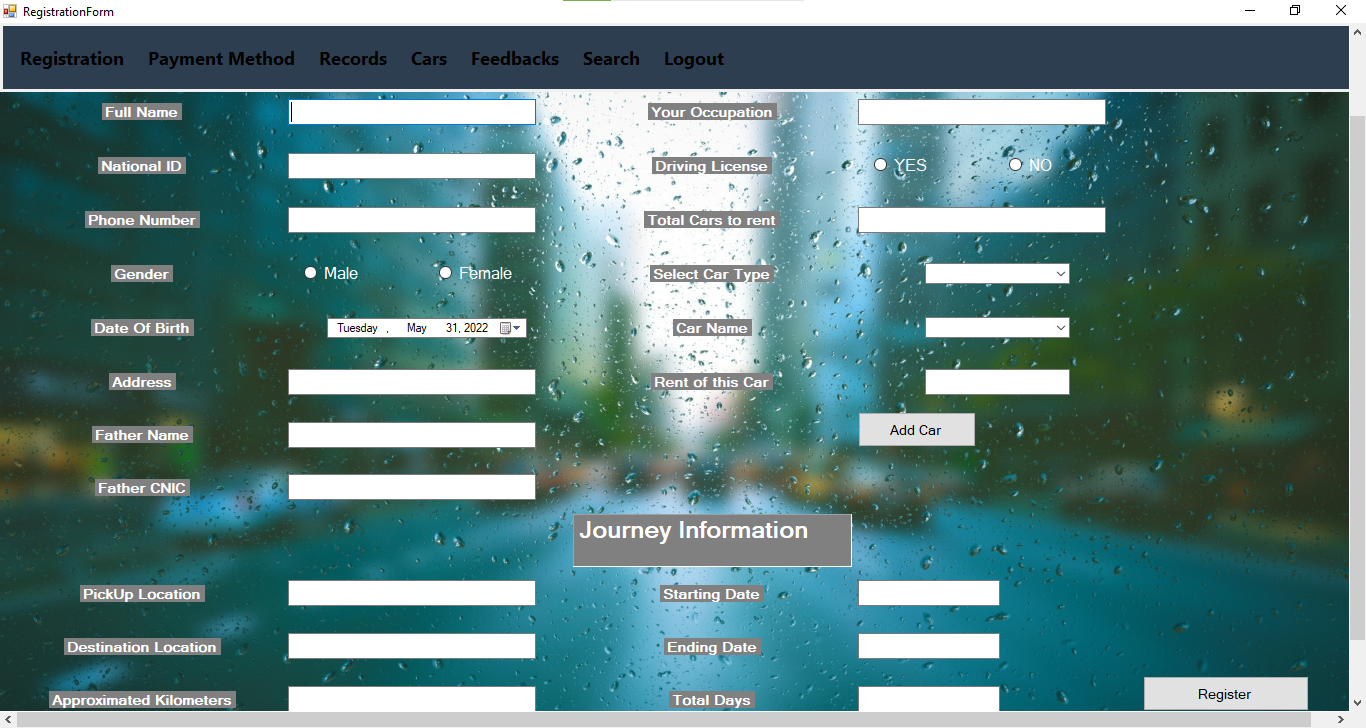 RegistrationForm
Registration Payment Method Records Cars Feedbacks Search Logout
Full Name Your Occupation
National ID Driving License YES NO
Phone Number Total Cars to rent
Gender Male Female Select Car Type
Date Of Birth Tuesday , May 31, 2022 Car Name
Address Rent of this Car
Father Name Add Car
Father CNIC
Journey Information
PickUp Location Starting Date
Destination Location Ending Date
Approximated Kilometers Total Days Register